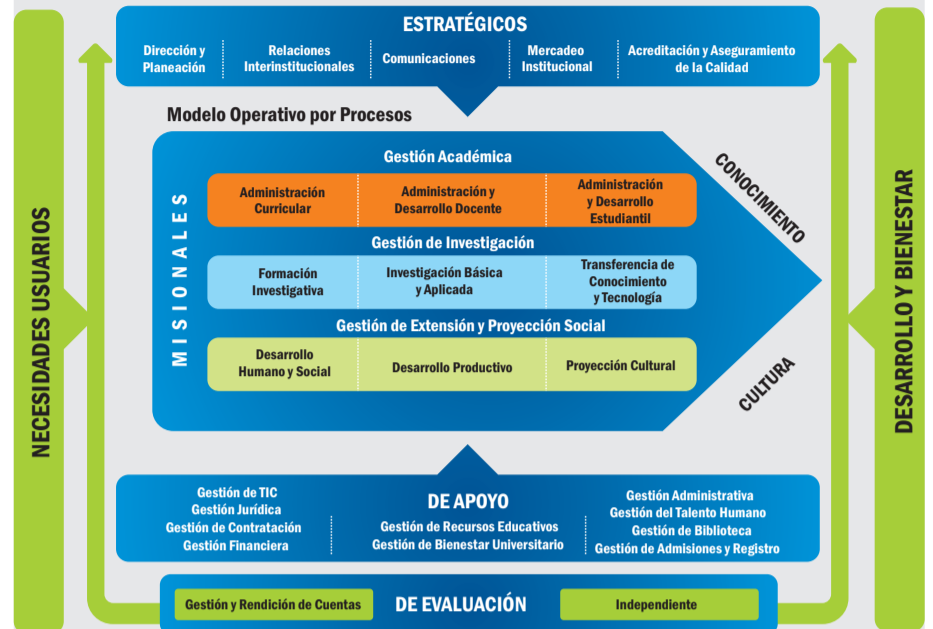 ESTRATÉGICOS
Dirección y
Planeación
Relaciones
Interinstitucionales
Comunicaciones
Mercadeo
Institucional
Acreditación y Aseguramiento
de la Calidad
Modelo Operativo por Procesos
NECESIDADES USUARIOS
MISIONALES
Gestión Académica
Administración
Curricular
Administración y
Desarrollo Docente
Administración
y Desarrollo
Estudiantil
Gestión de Investigación
Formación
Investigativa
Investigación Básica
y Aplicada
Transferencia de
Conocimiento
y Tecnología
Gestión de Extensión y Proyección Social
Desarrollo
Humano y Social
Desarrollo Productivo
Proyección Cultural
CONOCIMIENTO
CULTURA
DESARROLLO Y BIENESTAR
DE APOYO
Gestión de TIC
Gestión Jurídica
Gestión de Contratación
Gestión Financiera
Gestión de Recursos Educativos
Gestión de Bienestar Universitario
Gestión Administrativa
Gestión del Talento Humano
Gestión de Biblioteca
Gestión de Admisiones y Registro
Gestión y Rendición de Cuentas
DE EVALUACIÓN
Independiente